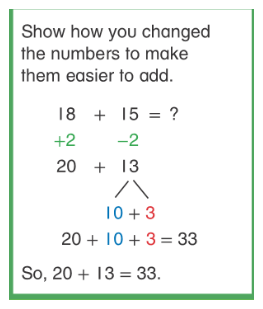 Show how you changed
the numbers to make
them easier to add.
18 + 15 = ?
+2 −2
20 + 13
10 + 3
20 + 10 + 3 = 33
So, 20 + 13 = 33.